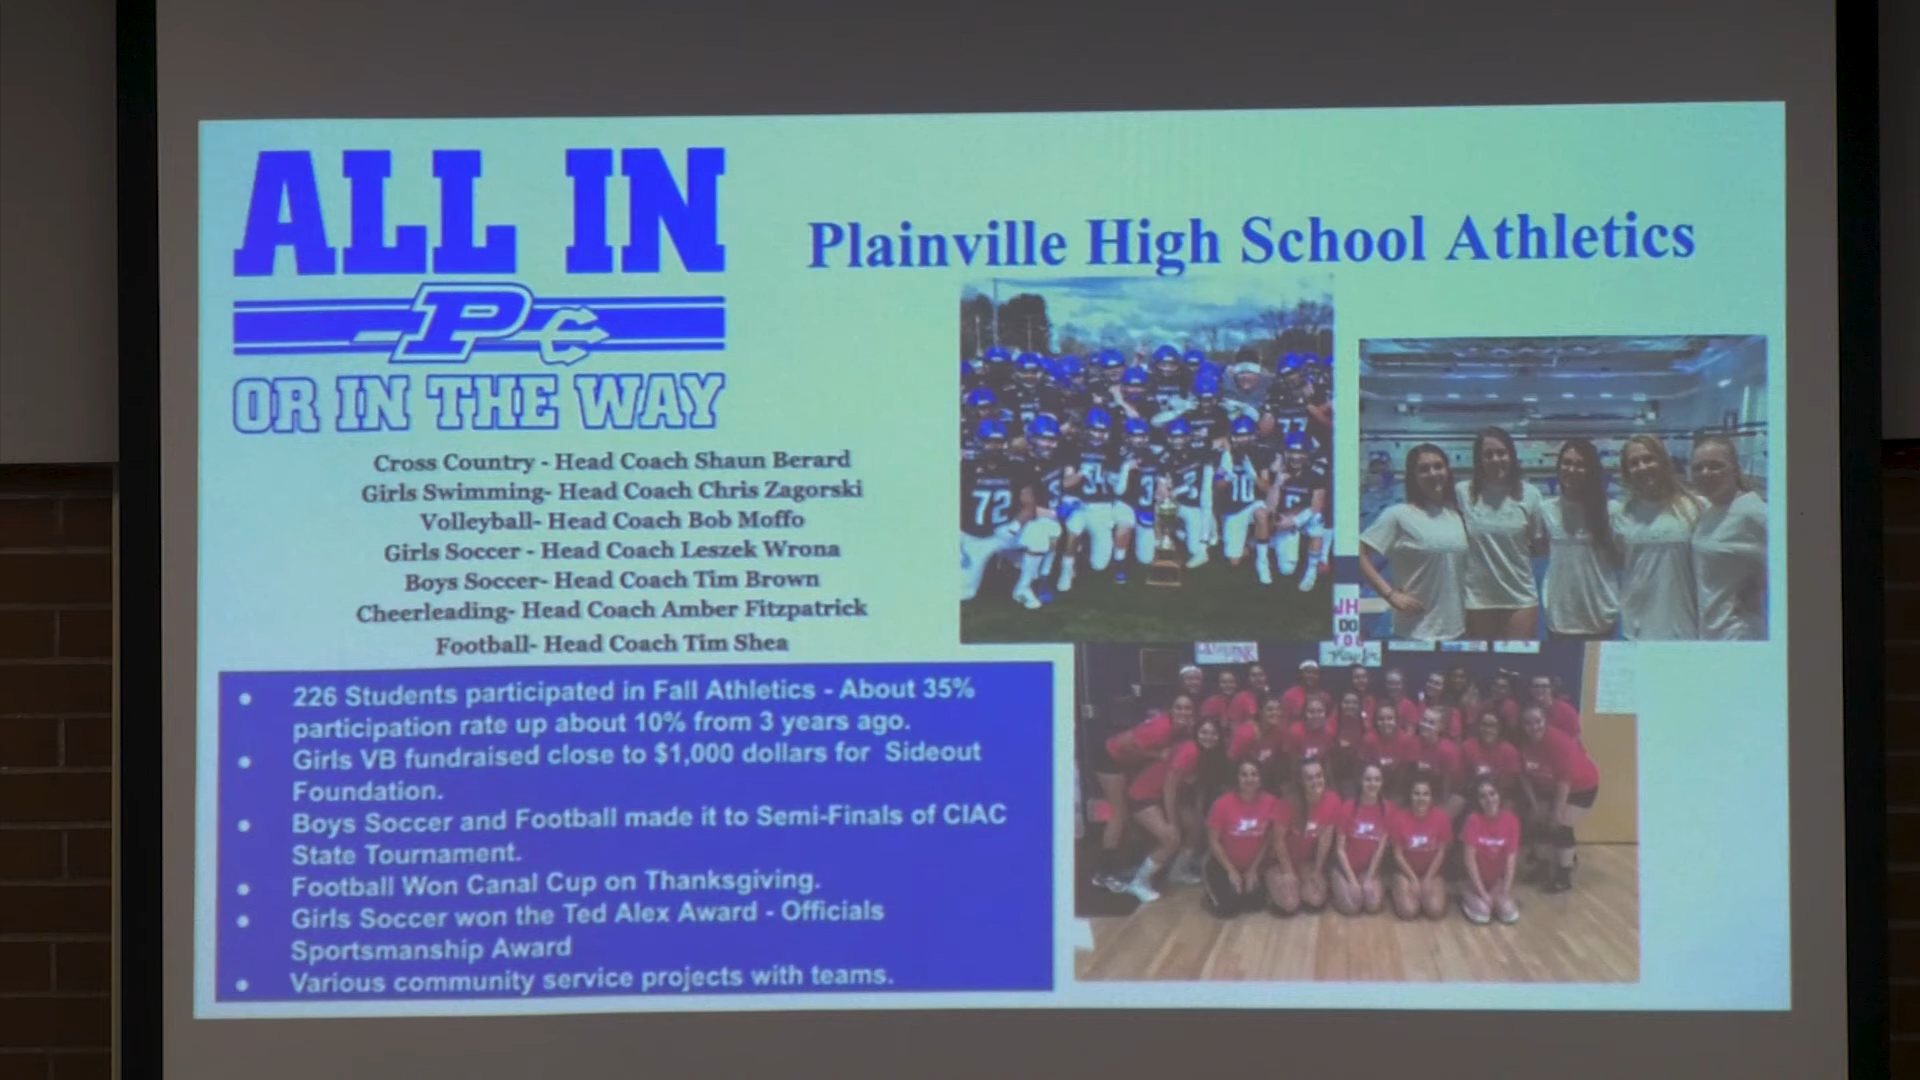 ALL IN
P
OR IN THE WAY
Plainville High School Athletics
Cross Country - Head Coach Shaun Berard
Girls Swimming- Head Coach Chris Zagorski
Volleyball- Head Coach Bob Moffo
Girls Soccer - Head Coach Leszek Wrona
Boys Soccer- Head Coach Tim Brown
Cheerleading- Head Coach Amber Fitzpatrick
Football- Head Coach Tim Shea
• 226 Students participated in Fall Athletics - About 35%
participation rate up about 10% from 3 years ago.
• Girls VB fundraised close to $1,000 dollars for Sideout
Foundation.
• Boys Soccer and Football made it to Semi-Finals of CIAC
State Tournament.
• Football Won Canal Cup on Thanksgiving.
• Girls Soccer won the Ted Alex Award - Officials
Sportsmanship Award
• Various community service projects with teams.
72
34
10
77